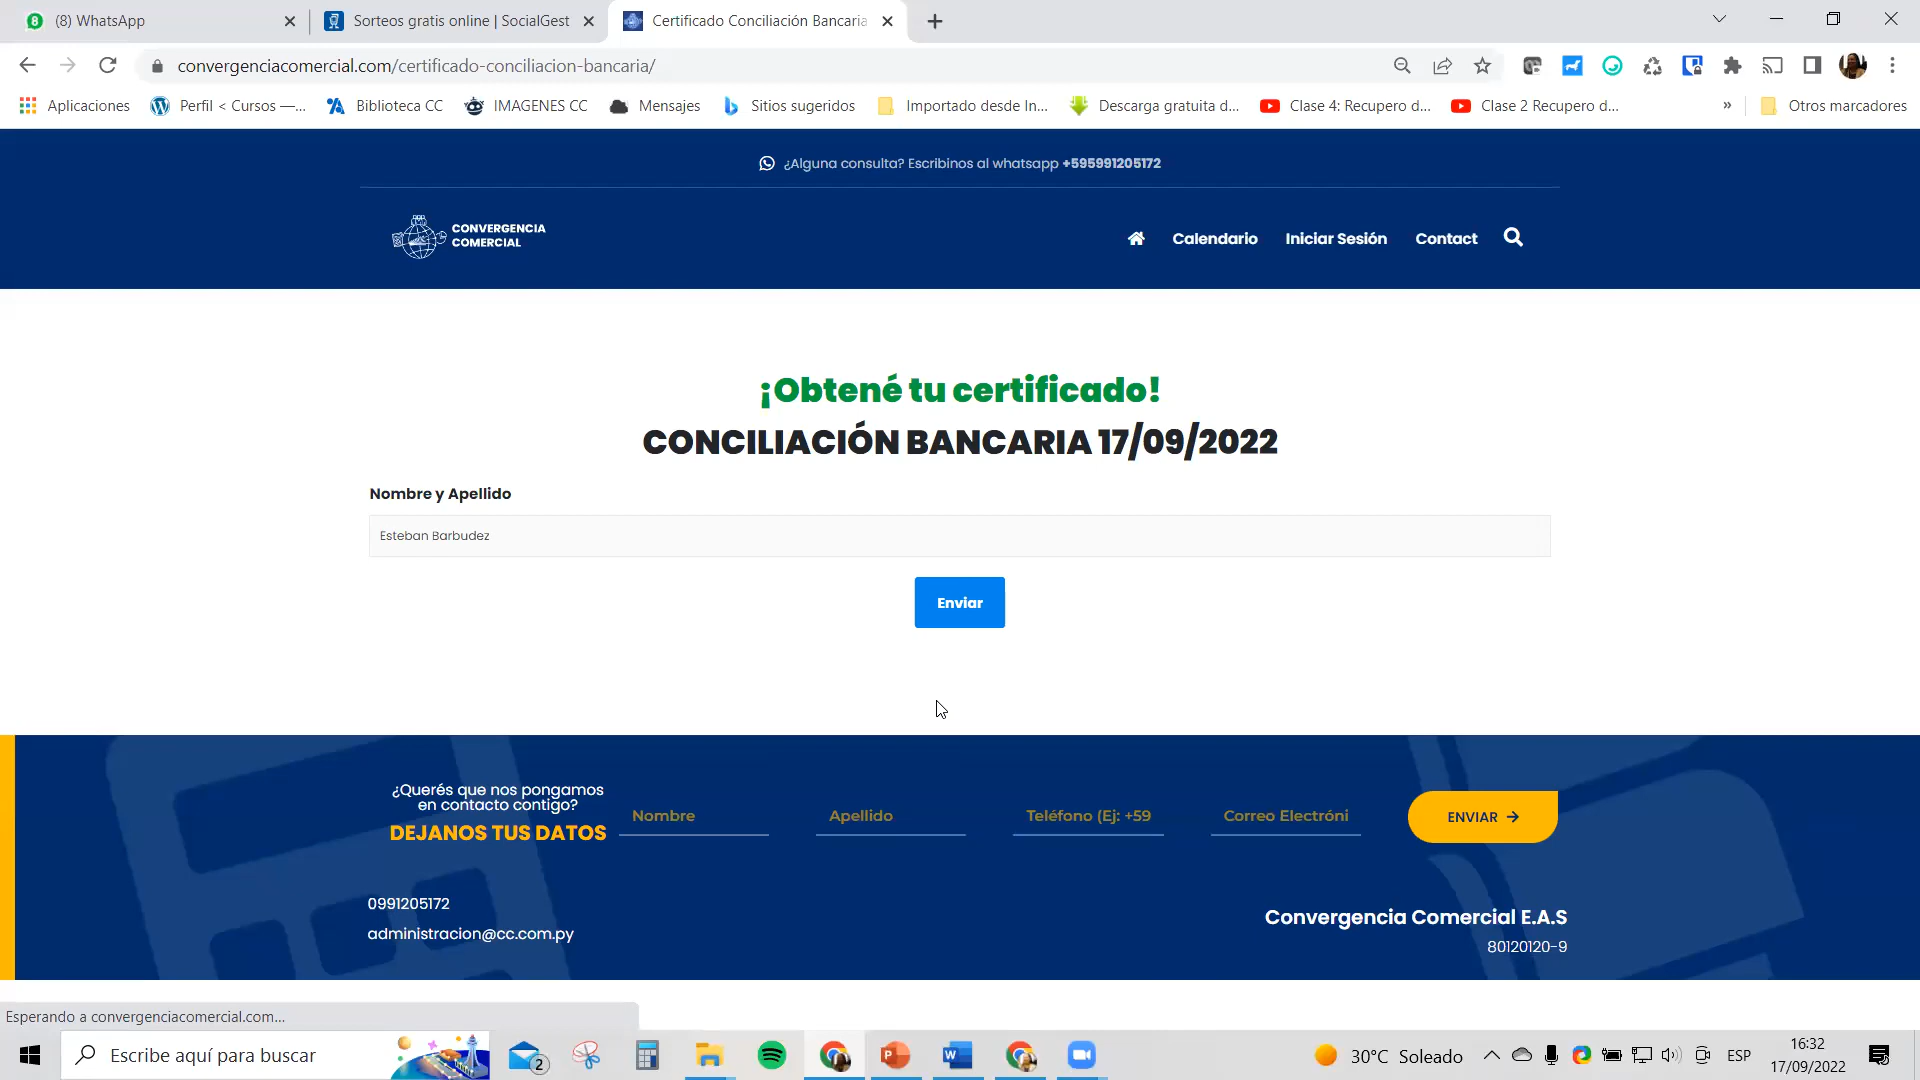 (8) WhatsApp
Sorteos gratis online | SocialGest
Certificado Conciliación Bancaria
convergenciacomercial.com/certificado-conciliacion-bancaria/
Aplicaciones
Perfil < Cursos —...
Biblioteca CC
IMAGENES CC
Mensajes
Sitios sugeridos
Importado desde In...
Descarga gratuita d...
Clase 4: Recupero d...
Clase 2 Recupero d...
»
Otros marcadores
¿Alguna consulta? Escribinos al whatsapp +595991205172
CONVERGENCIA
COMERCIAL
Calendario
Iniciar Sesión
Contact
¡Obtené tu certificado!
CONCILIACIÓN BANCARIA 17/09/2022
Nombre y Apellido
Esteban Barbudez
Enviar
¿Querés que nos pongamos
en contacto contigo?
DEJANOS TUS DATOS
Nombre
Apellido
Teléfono (Ej: +59
Correo Electróni
ENVIAR
0991205172
administracion@cc.com.py
Convergencia Comercial E.A.S
80120120-9
Esperando a convergenciacomercial.com...
Escribe aquí para buscar
2
30°C Soleado
ESP
16:32
17/09/2022